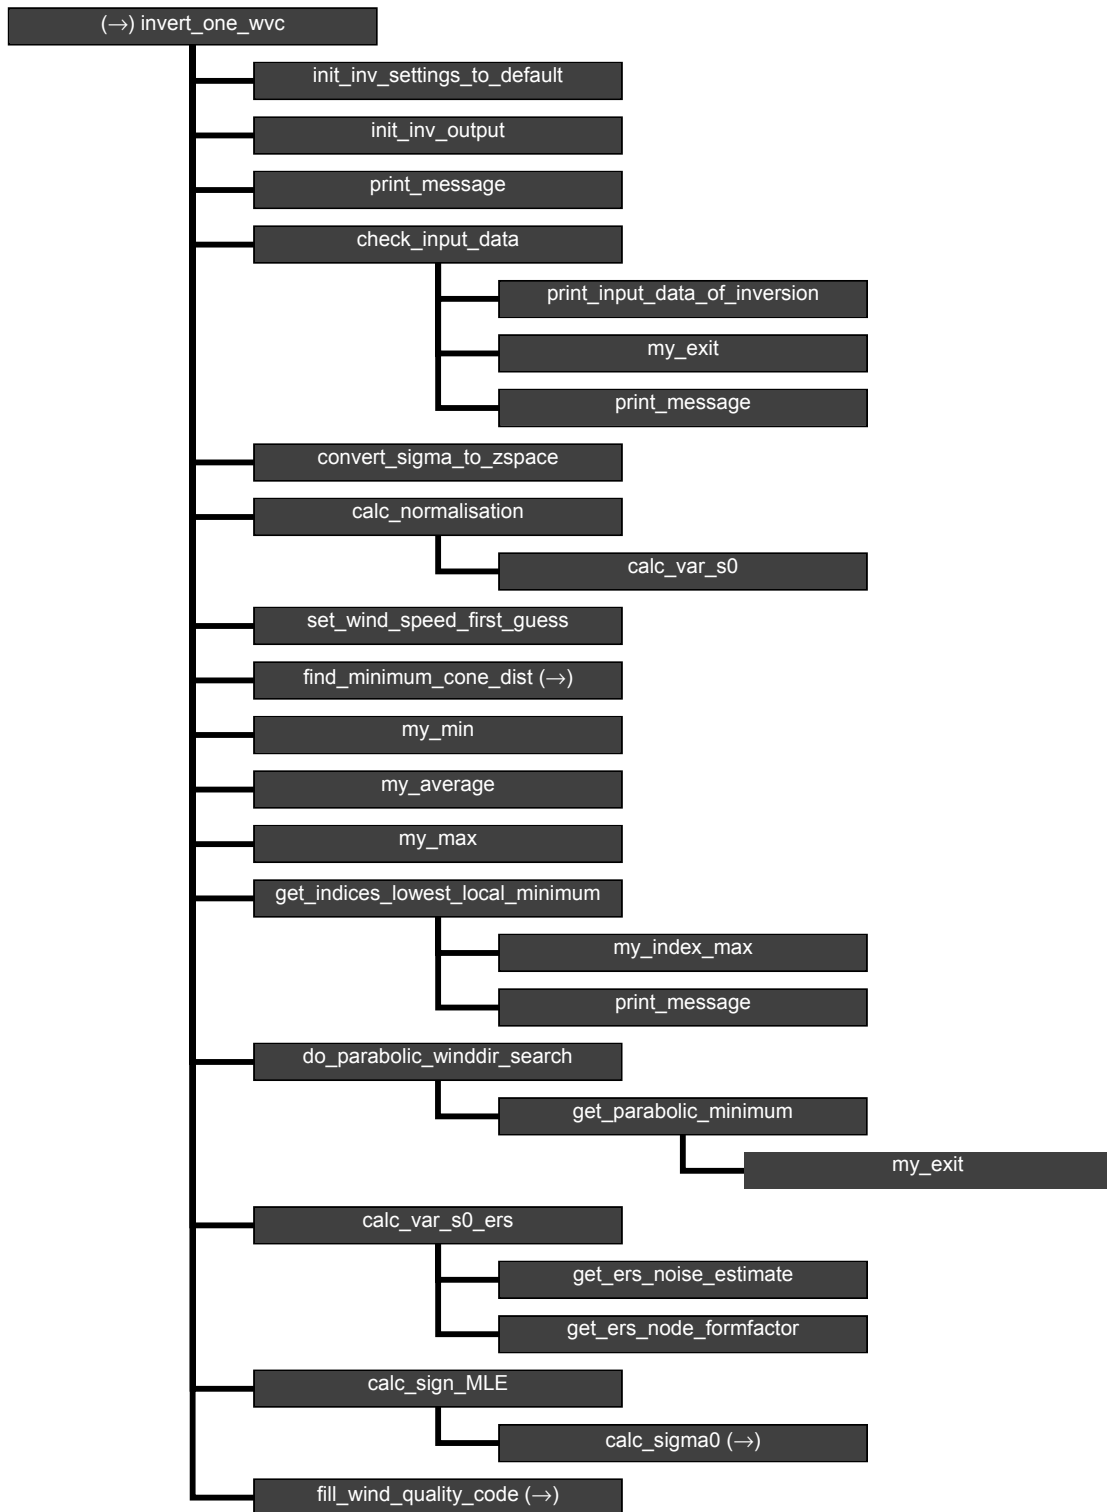 (→) invert_one_wvc
init_inv_settings_to_default
init_inv_output
print_message
check_input_data
print_input_data_of_inversion
my_exit
print_message
convert_sigma_to_zspace
calc_normalisation
calc_var_s0
set_wind_speed_first_guess
find_minimum_cone_dist (→)
my_min
my_average
my_max
get_indices_lowest_local_minimum
my_index_max
print_message
do_parabolic_winddir_search
get_parabolic_minimum
my_exit
calc_var_s0_ers
get_ers_noise_estimate
get_ers_node_formfactor
calc_sign_MLE
calc_sigma0 (→)
fill_wind_quality_code (→)